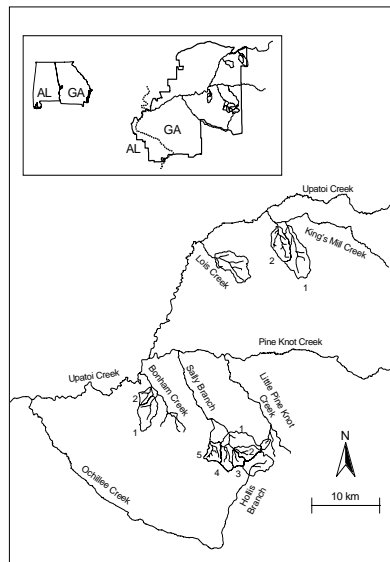 AL GA
GA
AL
Upatoi Creek
King's Mill Creek
Lois Creek
2
1
Pine Knot Creek
Upatoi Creek
Bonham Creek
Sally Branch
Little Pine Knot
Creek
2
1
1
2
5
4
3
Hollis
Branch
Ochillee Creek
N
10 km